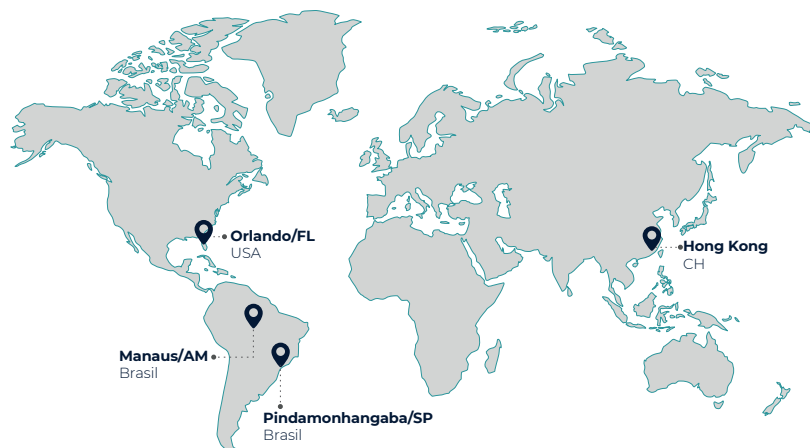 Orlando/FL
USA
Hong Kong
CH
Manaus/AM
Brasil
Pindamonhangaba/SP
Brasil